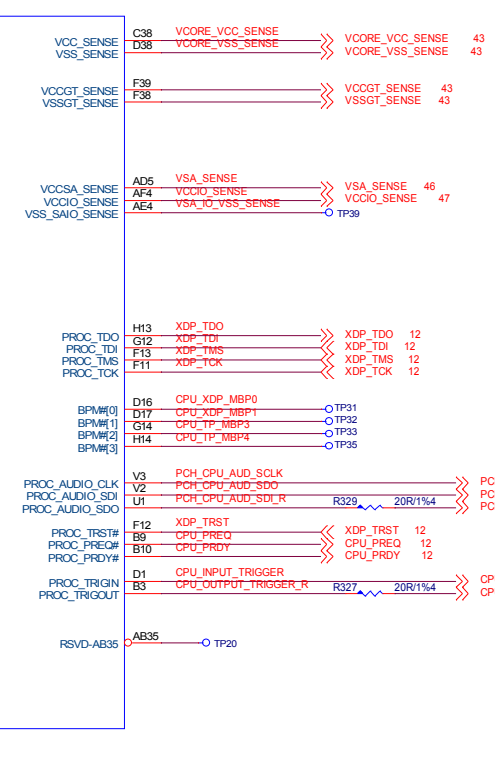 VCC_SENSE C38 VCORE_VCC_SENSE VCORE_VCC_SENSE 43
VSS_SENSE D38 VCORE_VSS_SENSE VCORE_VSS_SENSE 43
VCCGT_SENSE F39 VCCGT_SENSE 43
VSSGT_SENSE F38 VSSGT_SENSE 43
VCCSA_SENSE AD5 VSA_SENSE VSA_SENSE 46
VCCIO_SENSE AF4 VCCIO_SENSE VCCIO_SENSE 47
VSS_SAIO_SENSE AE4 VSA_IO_VSS_SENSE TP39
PROC_TDO H13 XDP_TDO XDP_TDO 12
PROC_TDI G12 XDP_TDI XDP_TDI 12
PROC_TMS F13 XDP_TMS XDP_TMS 12
PROC_TCK F11 XDP_TCK XDP_TCK 12
BPM#[0] D16 CPU_XDP_MBP0 TP31
BPM#[1] D17 CPU_XDP_MBP1 TP32
BPM#[2] G14 CPU_TP_MBP3 TP33
BPM#[3] H14 CPU_TP_MBP4 TP35
PROC_AUDIO_CLK V3 PCH_CPU_AUD_SCLK PC
PROC_AUDIO_SDI V2 PCH_CPU_AUD_SDO PC
PROC_AUDIO_SDO U1 PCH_CPU_AUD_SDI_R R329 20R/1%4 PC
PROC_TRST# F12 XDP_TRST XDP_TRST 12
PROC_PREQ# B9 CPU_PREQ CPU_PREQ 12
PROC_PRDY# B10 CPU_PRDY CPU_PRDY 12
PROC_TRIGIN D1 CPU_INPUT_TRIGGER CP
PROC_TRIGOUT B3 CPU_OUTPUT_TRIGGER_R R327 20R/1%4 CP
RSVD-AB35 AB35 TP20